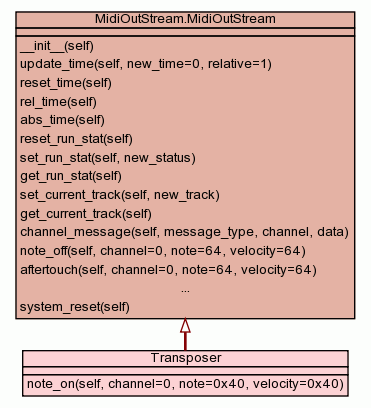 MidiOutStream.MidiOutStream
__init__(self)
update_time(self, new_time=0, relative=1)
reset_time(self)
rel_time(self)
abs_time(self)
reset_run_stat(self)
set_run_stat(self, new_status)
get_run_stat(self)
set_current_track(self, new_track)
get_current_track(self)
channel_message(self, message_type, channel, data)
note_off(self, channel=0, note=64, velocity=64)
aftertouch(self, channel=0, note=64, velocity=64)
...
system_reset(self)
Transposer
note_on(self, channel=0, note=0x40, velocity=0x40)